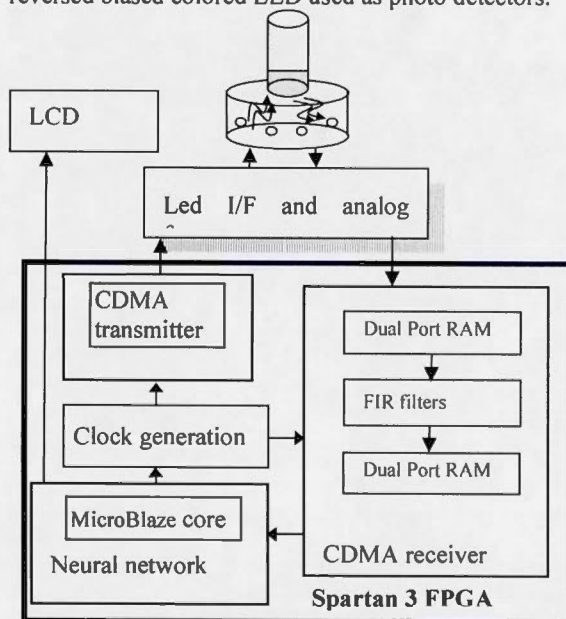 reversed biased colored LED used as photo detectors.
LCD
Led I/F and analog
CDMA
transmitter
Dual Port RAM
FIR filters
Dual Port RAM
Clock generation
MicroBlaze core
Neural network
CDMA receiver
Spartan 3 FPGA